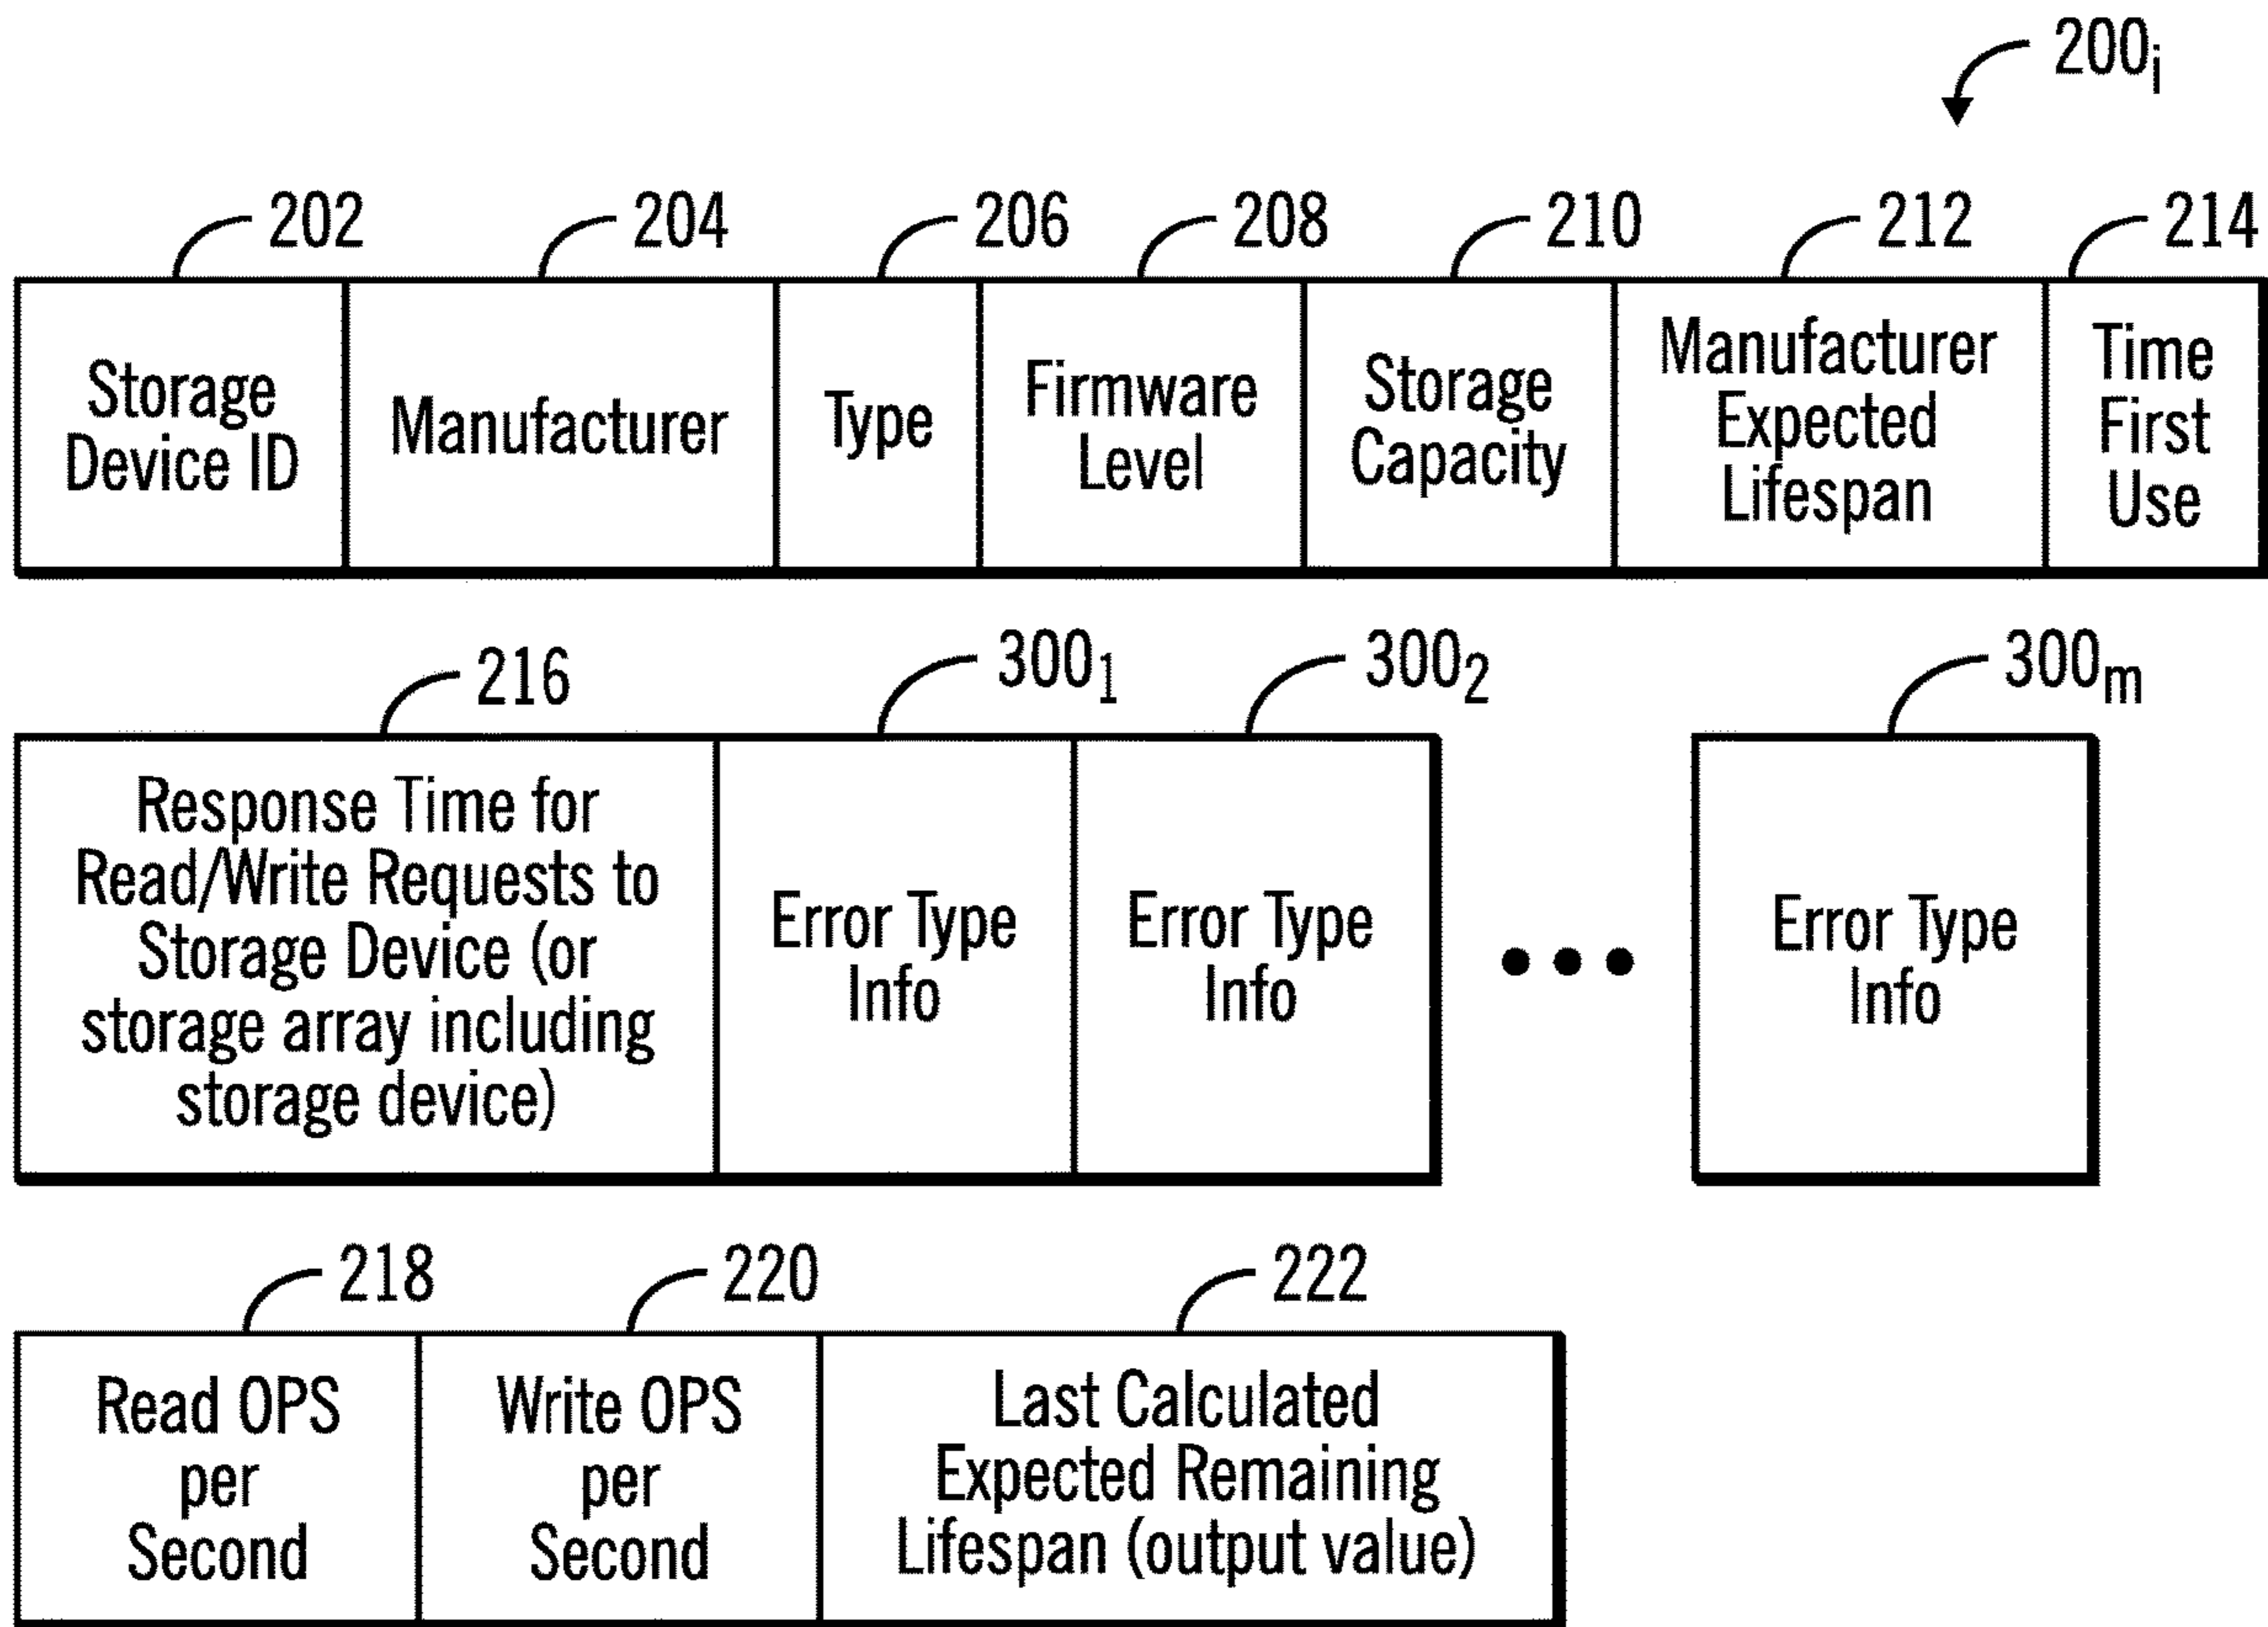 200i
202 204 206 208 210 212 214
Storage
Device ID
Manufacturer
Type
Firmware
Level
Storage
Capacity
Manufacturer
Expected
Lifespan
Time
First
Use
216 300₁ 300₂ 300m
Response Time for
Read/Write Requests to
Storage Device (or
storage array including
storage device)
Error Type
Info
Error Type
Info
Error Type
Info
218 220 222
Read OPS
per
Second
Write OPS
per
Second
Last Calculated
Expected Remaining
Lifespan (output value)